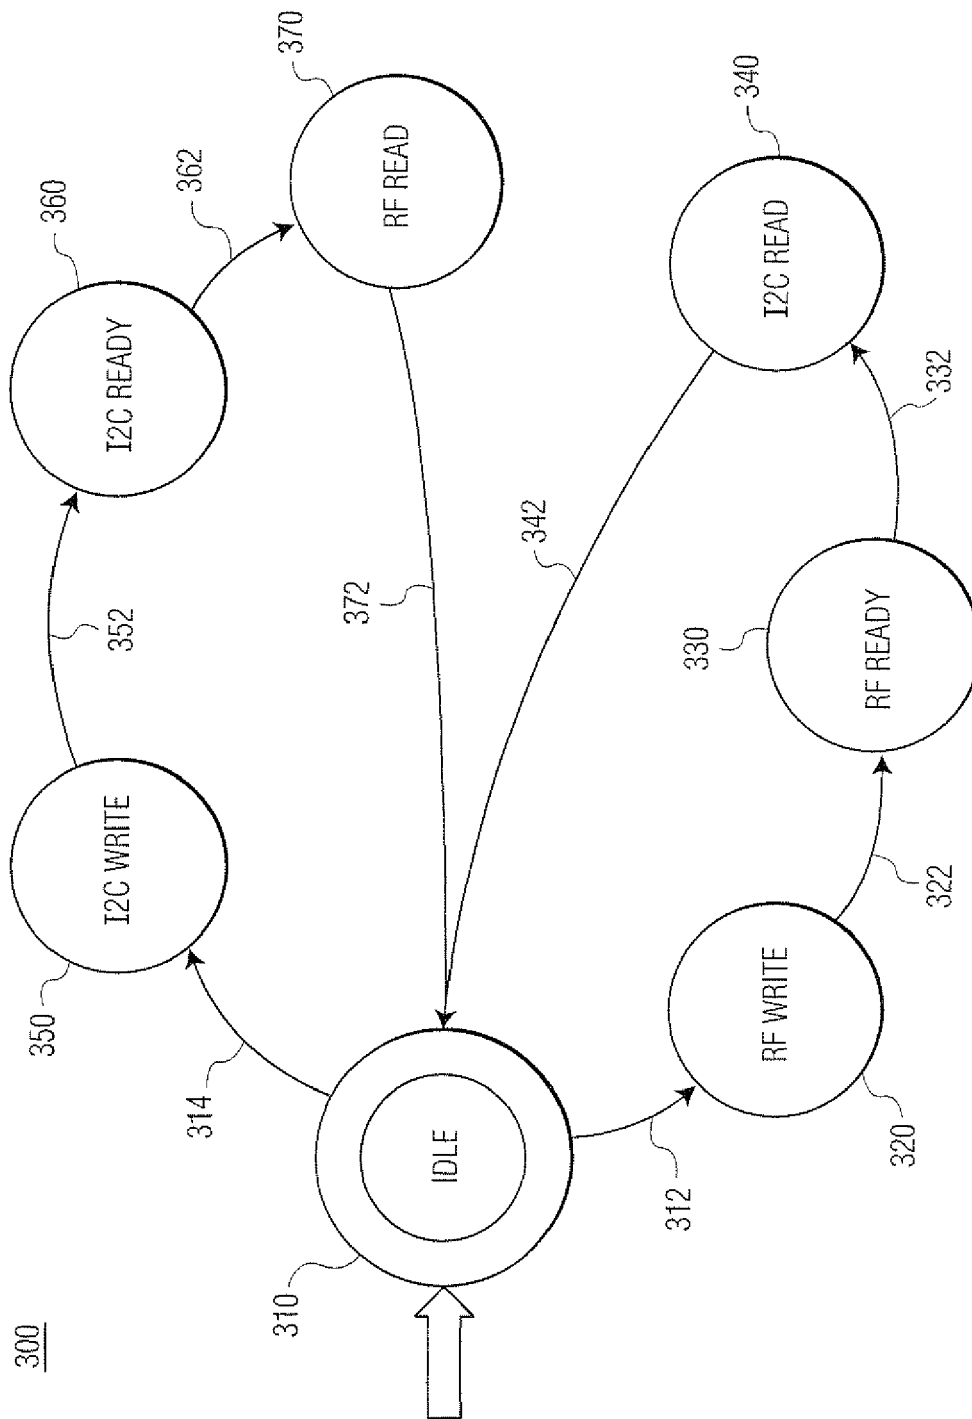 300
310
IDLE
314
312
350
I2C WRITE
352
I2C READY
360
362
RF READ
370
372
342
320
RF WRITE
322
330
RF READY
332
I2C READ
340